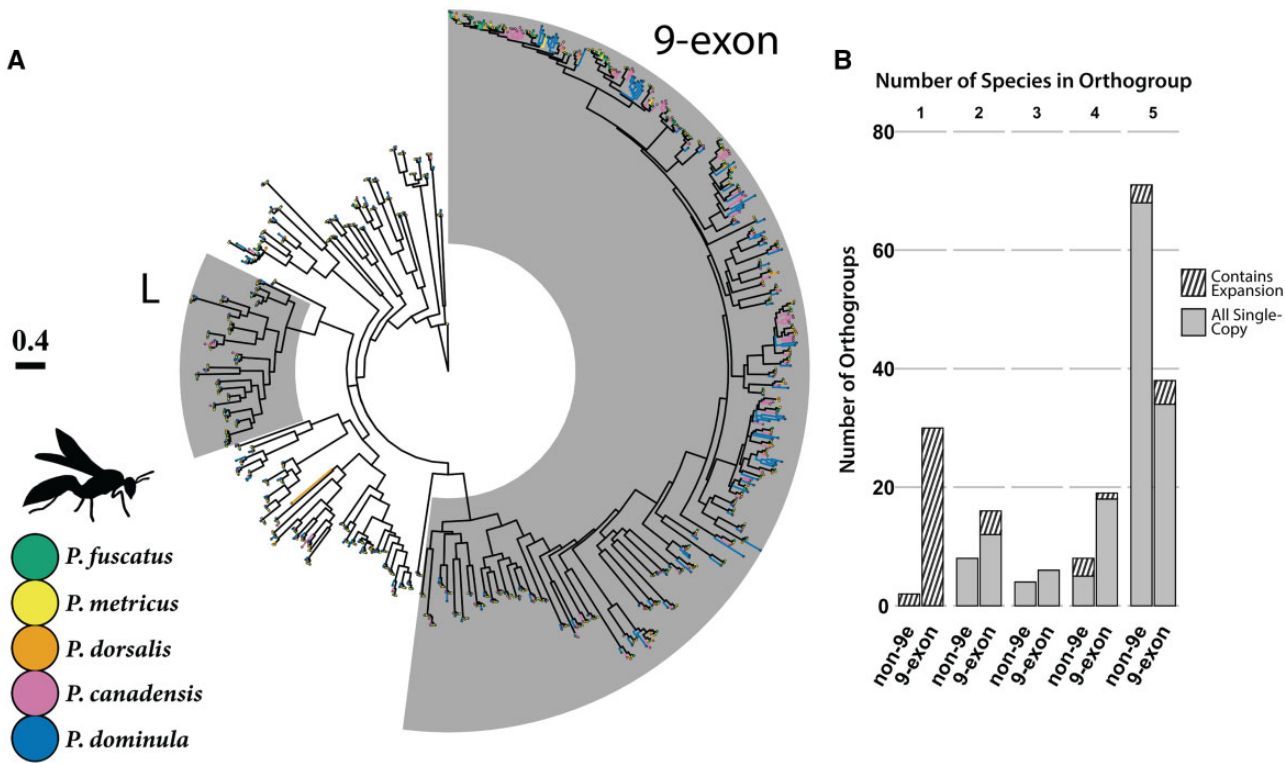 A
9-exon
L
0.4
P. fuscatus
P. metricus
P. dorsalis
P. canadensis
P. dominula
B
Number of Species in Orthogroup
1 2 3 4 5
80
60
40
20
0
Number of Orthogroups
Contains
Expansion
All Single-
Copy
non-9e
9-exon
non-9e
9-exon
non-9e
9-exon
non-9e
9-exon
non-9e
9-exon